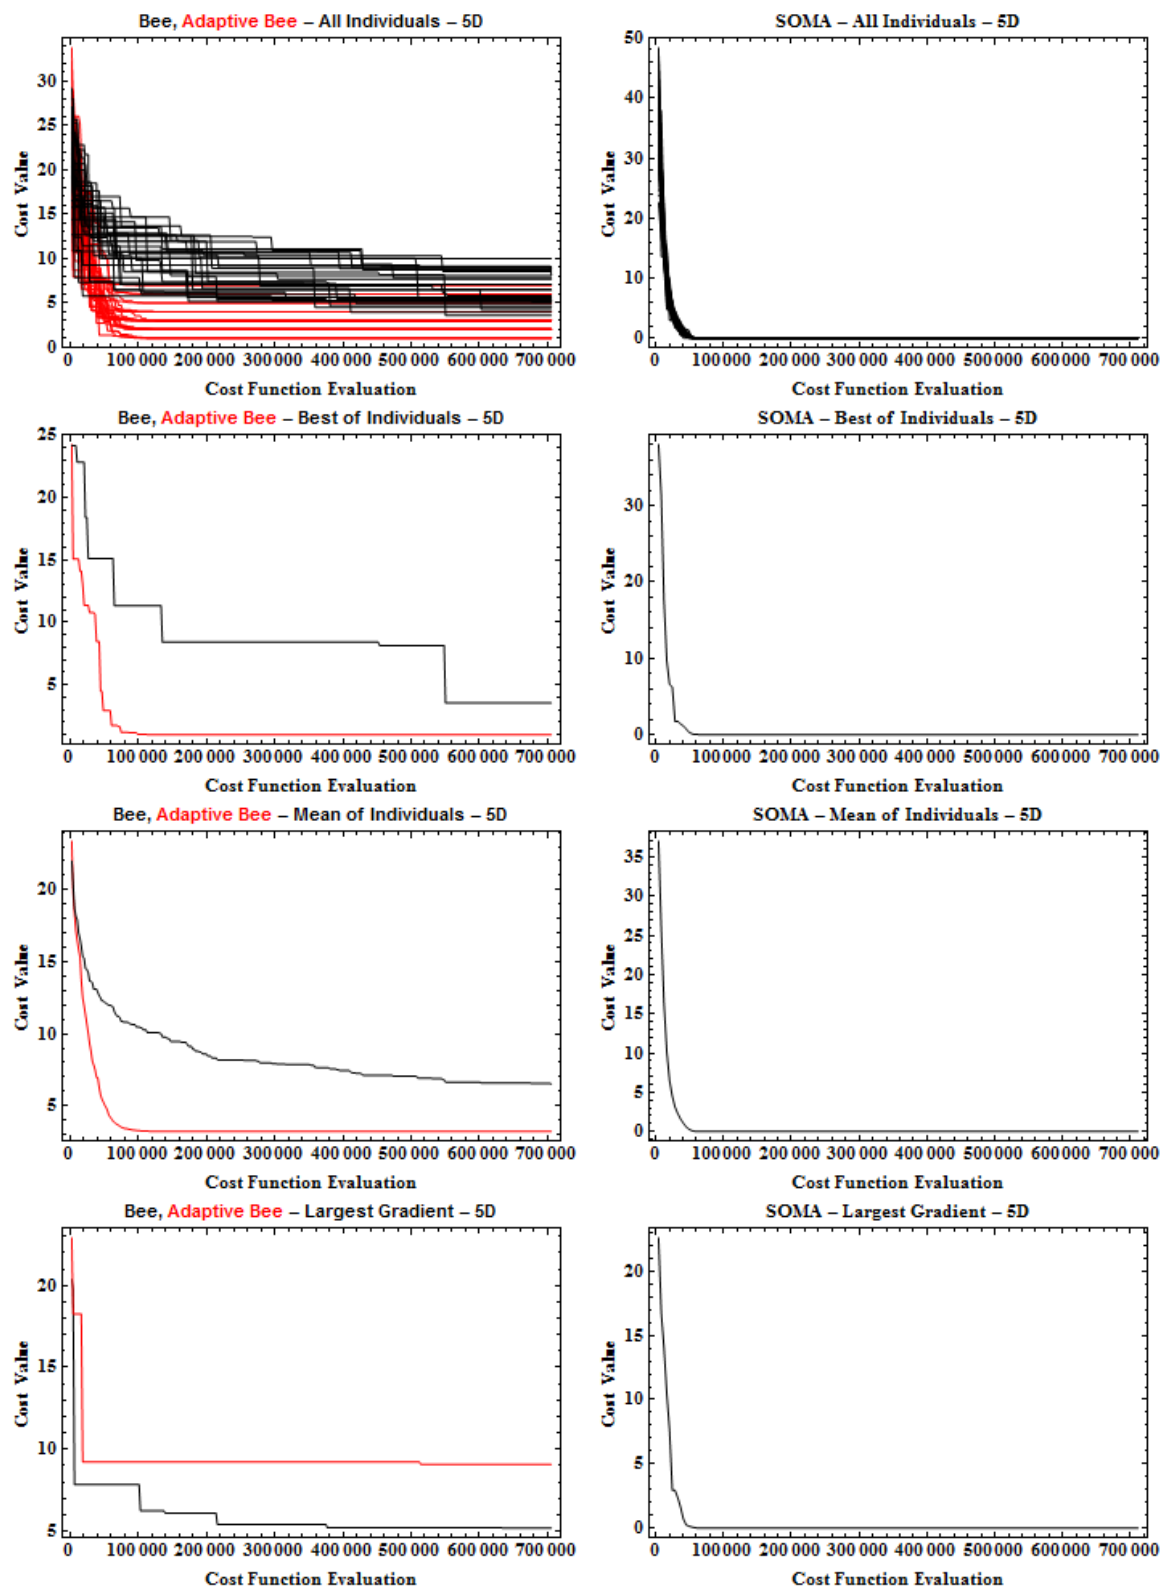 Bee, Adaptive Bee – All Individuals – 5D
Cost Value
30
25
20
15
10
5
0
0 100 000 200 000 300 000 400 000 500 000 600 000 700 000
Cost Function Evaluation
SOMA – All Individuals – 5D
Cost Value
50
40
30
20
10
0
0 100 000 200 000 300 000 400 000 500 000 600 000 700 000
Cost Function Evaluation
Bee, Adaptive Bee – Best of Individuals – 5D
Cost Value
25
20
15
10
5
0 100 000 200 000 300 000 400 000 500 000 600 000 700 000
Cost Function Evaluation
SOMA – Best of Individuals – 5D
Cost Value
30
20
10
0
0 100 000 200 000 300 000 400 000 500 000 600 000 700 000
Cost Function Evaluation
Bee, Adaptive Bee – Mean of Individuals – 5D
Cost Value
20
15
10
5
0 100 000 200 000 300 000 400 000 500 000 600 000 700 000
Cost Function Evaluation
SOMA – Mean of Individuals – 5D
Cost Value
35
30
25
20
15
10
5
0
0 100 000 200 000 300 000 400 000 500 000 600 000 700 000
Cost Function Evaluation
Bee, Adaptive Bee – Largest Gradient – 5D
Cost Value
20
15
10
5
0 100 000 200 000 300 000 400 000 500 000 600 000 700 000
Cost Function Evaluation
SOMA – Largest Gradient – 5D
Cost Value
20
15
10
5
0
0 100 000 200 000 300 000 400 000 500 000 600 000 700 000
Cost Function Evaluation